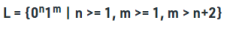 L = {0ⁿ1ᵐ | n >= 1, m >= 1, m > n+2}